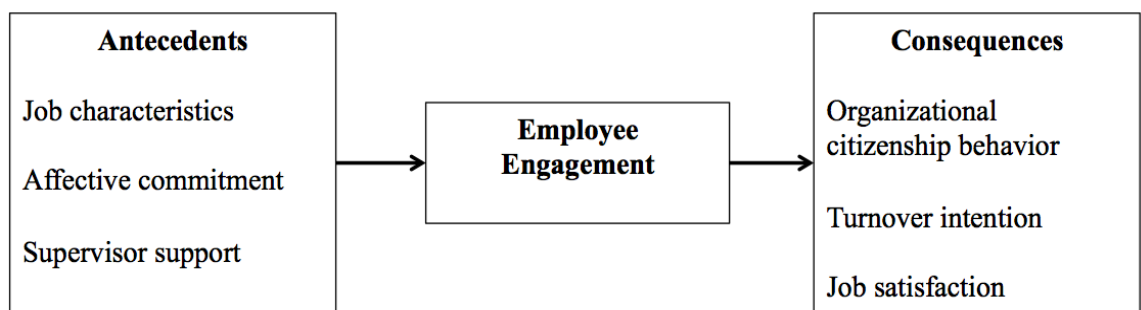 Antecedents
Job characteristics
Affective commitment
Supervisor support
Employee
Engagement
Consequences
Organizational
citizenship behavior
Turnover intention
Job satisfaction